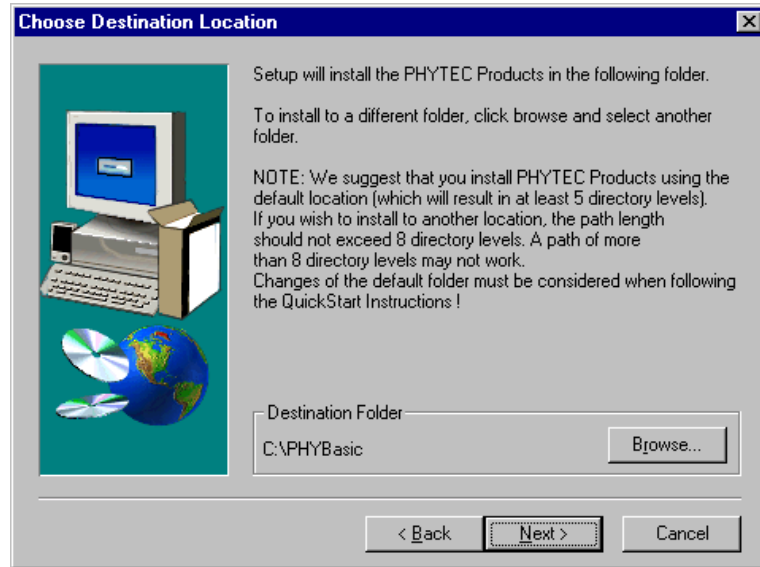 Choose Destination Location
Setup will install the PHYTEC Products in the following folder.
To install to a different folder, click browse and select another
folder.
NOTE: We suggest that you install PHYTEC Products using the
default location (which will result in at least 5 directory levels).
If you wish to install to another location, the path length
should not exceed 8 directory levels. A path of more
than 8 directory levels may not work.
Changes of the default folder must be considered when following
the QuickStart Instructions !
Destination Folder
C:\PHYBasic
Browse...
< Back
Next >
Cancel